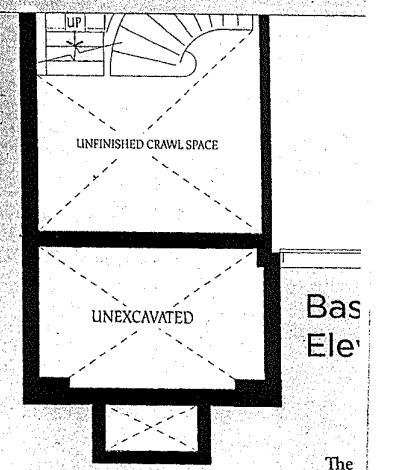 UP
UNFINISHED CRAWL SPACE
UNEXCAVATED
Bas
Ele
The